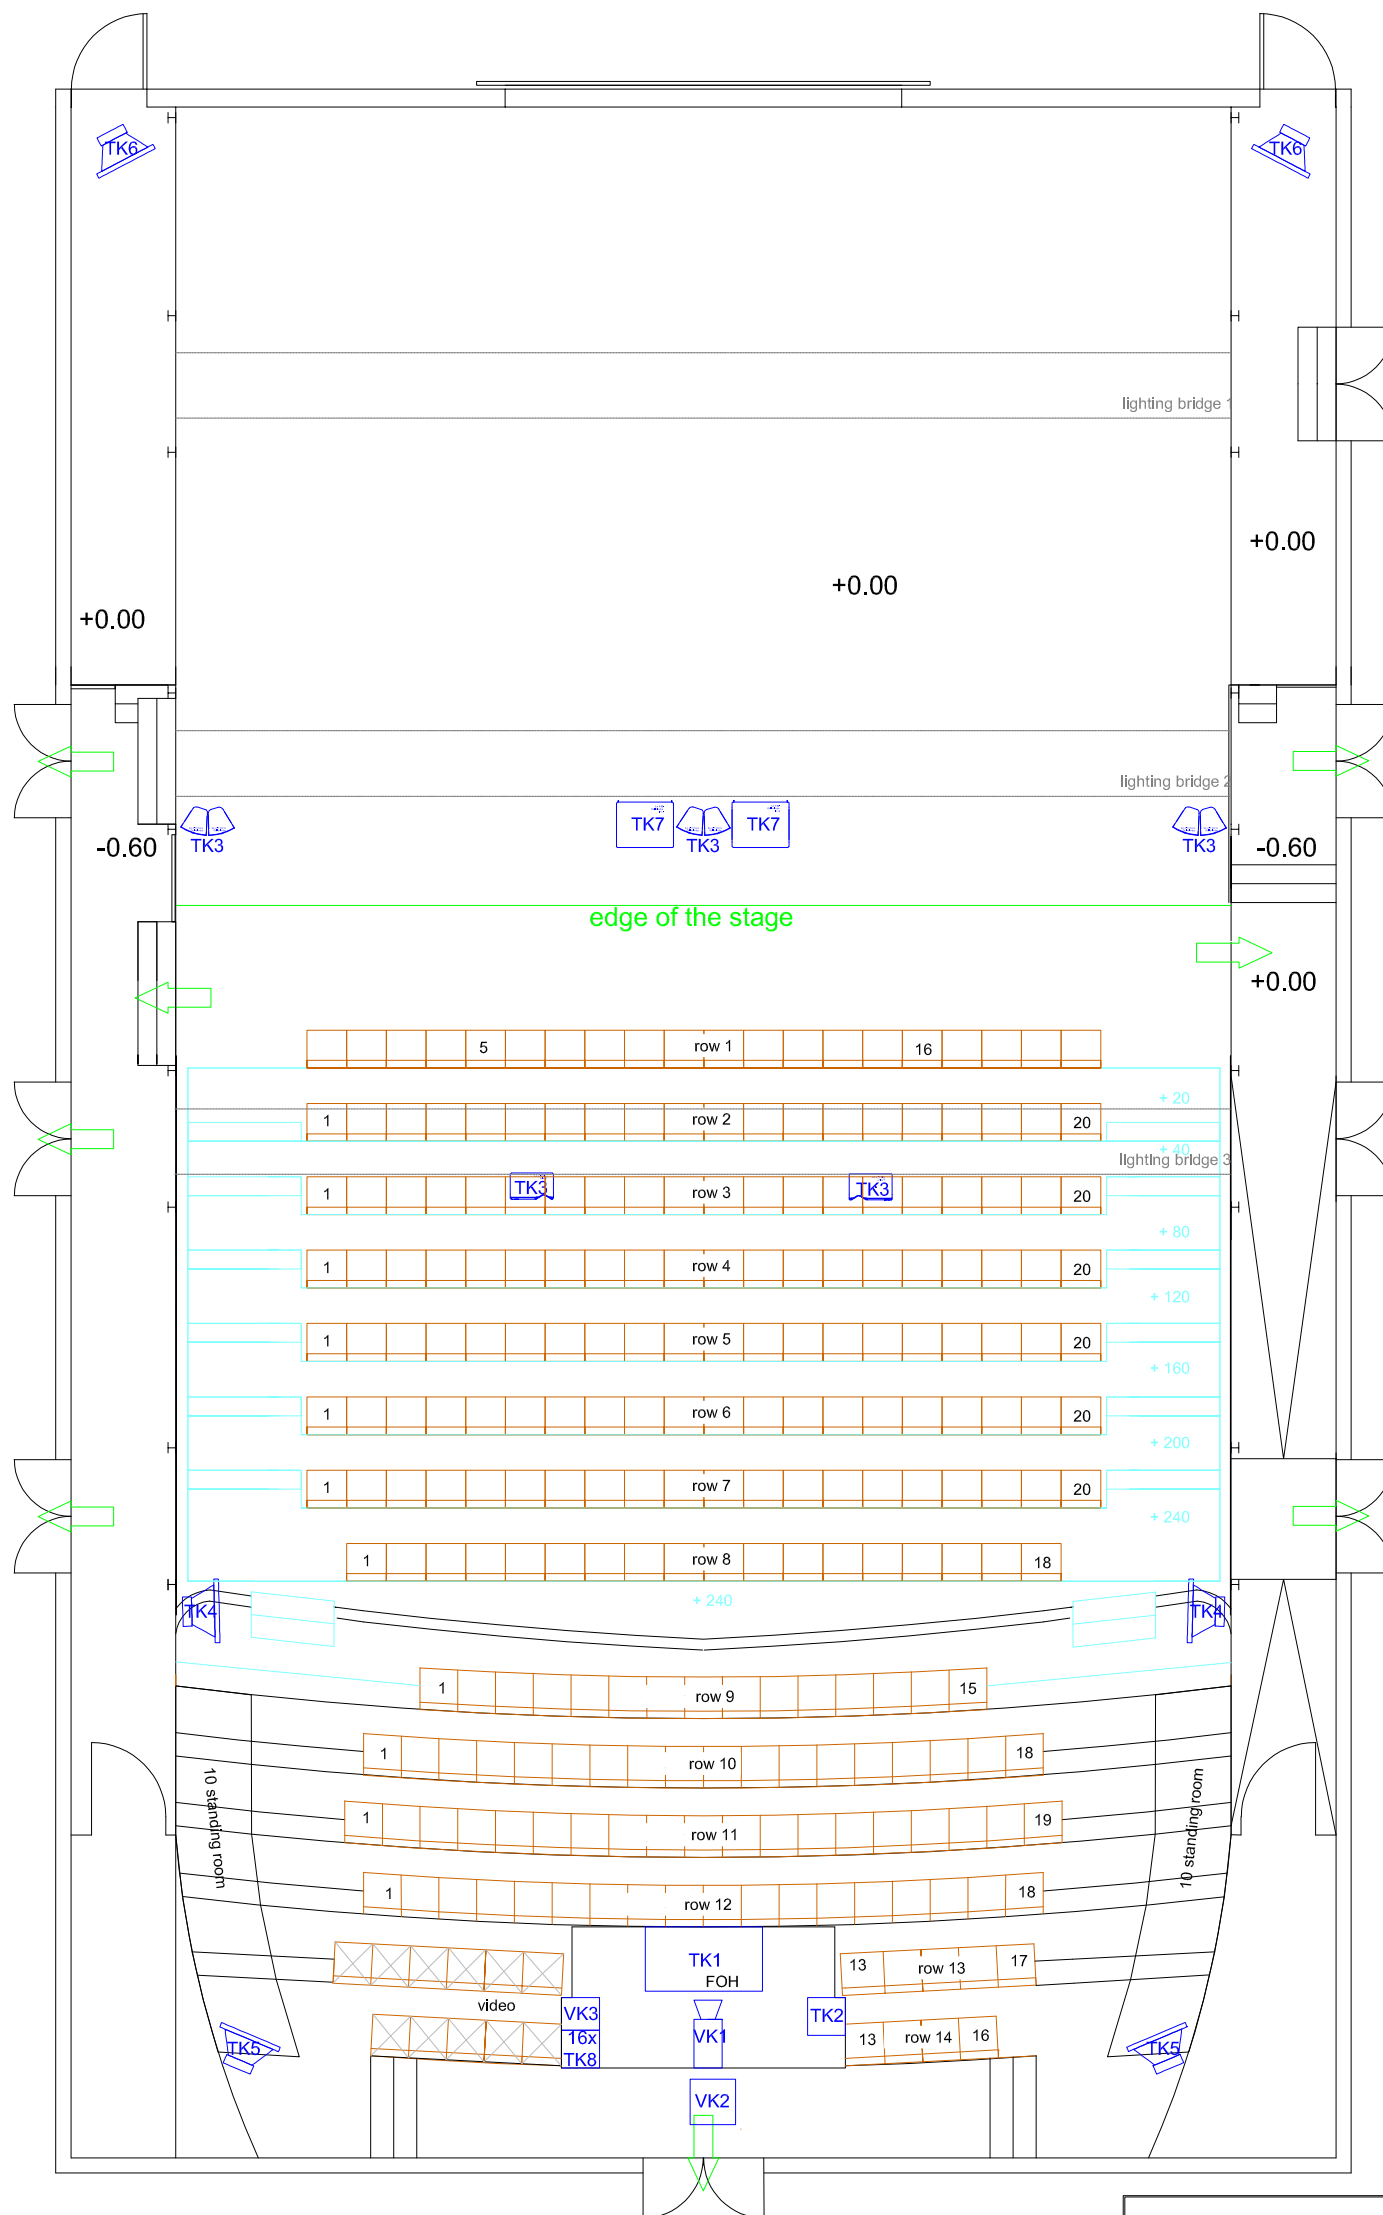 TK6 TK6
lighting bridge 1
+0.00
+0.00
+0.00
lighting bridge 2
TK7 TK3 TK7
TK3 TK3
-0.60 -0.60
edge of the stage
+0.00
5 row 1 16
+ 20
1 row 2 20
+ 40
lighting bridge 3
TK3 TK3
1 row 3 20
+ 80
1 row 4 20
+ 120
1 row 5 20
+ 160
1 row 6 20
+ 200
1 row 7 20
+ 240
1 row 8 18
+ 240
TK4 TK4
1 row 9 15
1 row 10 18
10 standing room 10 standing room
1 row 11 19
1 row 12 18
TK1
FOH
13 row 13 17
video
VK3 TK2
16x
TK8
VK1
13 row 14 16
TK5 TK5
VK2